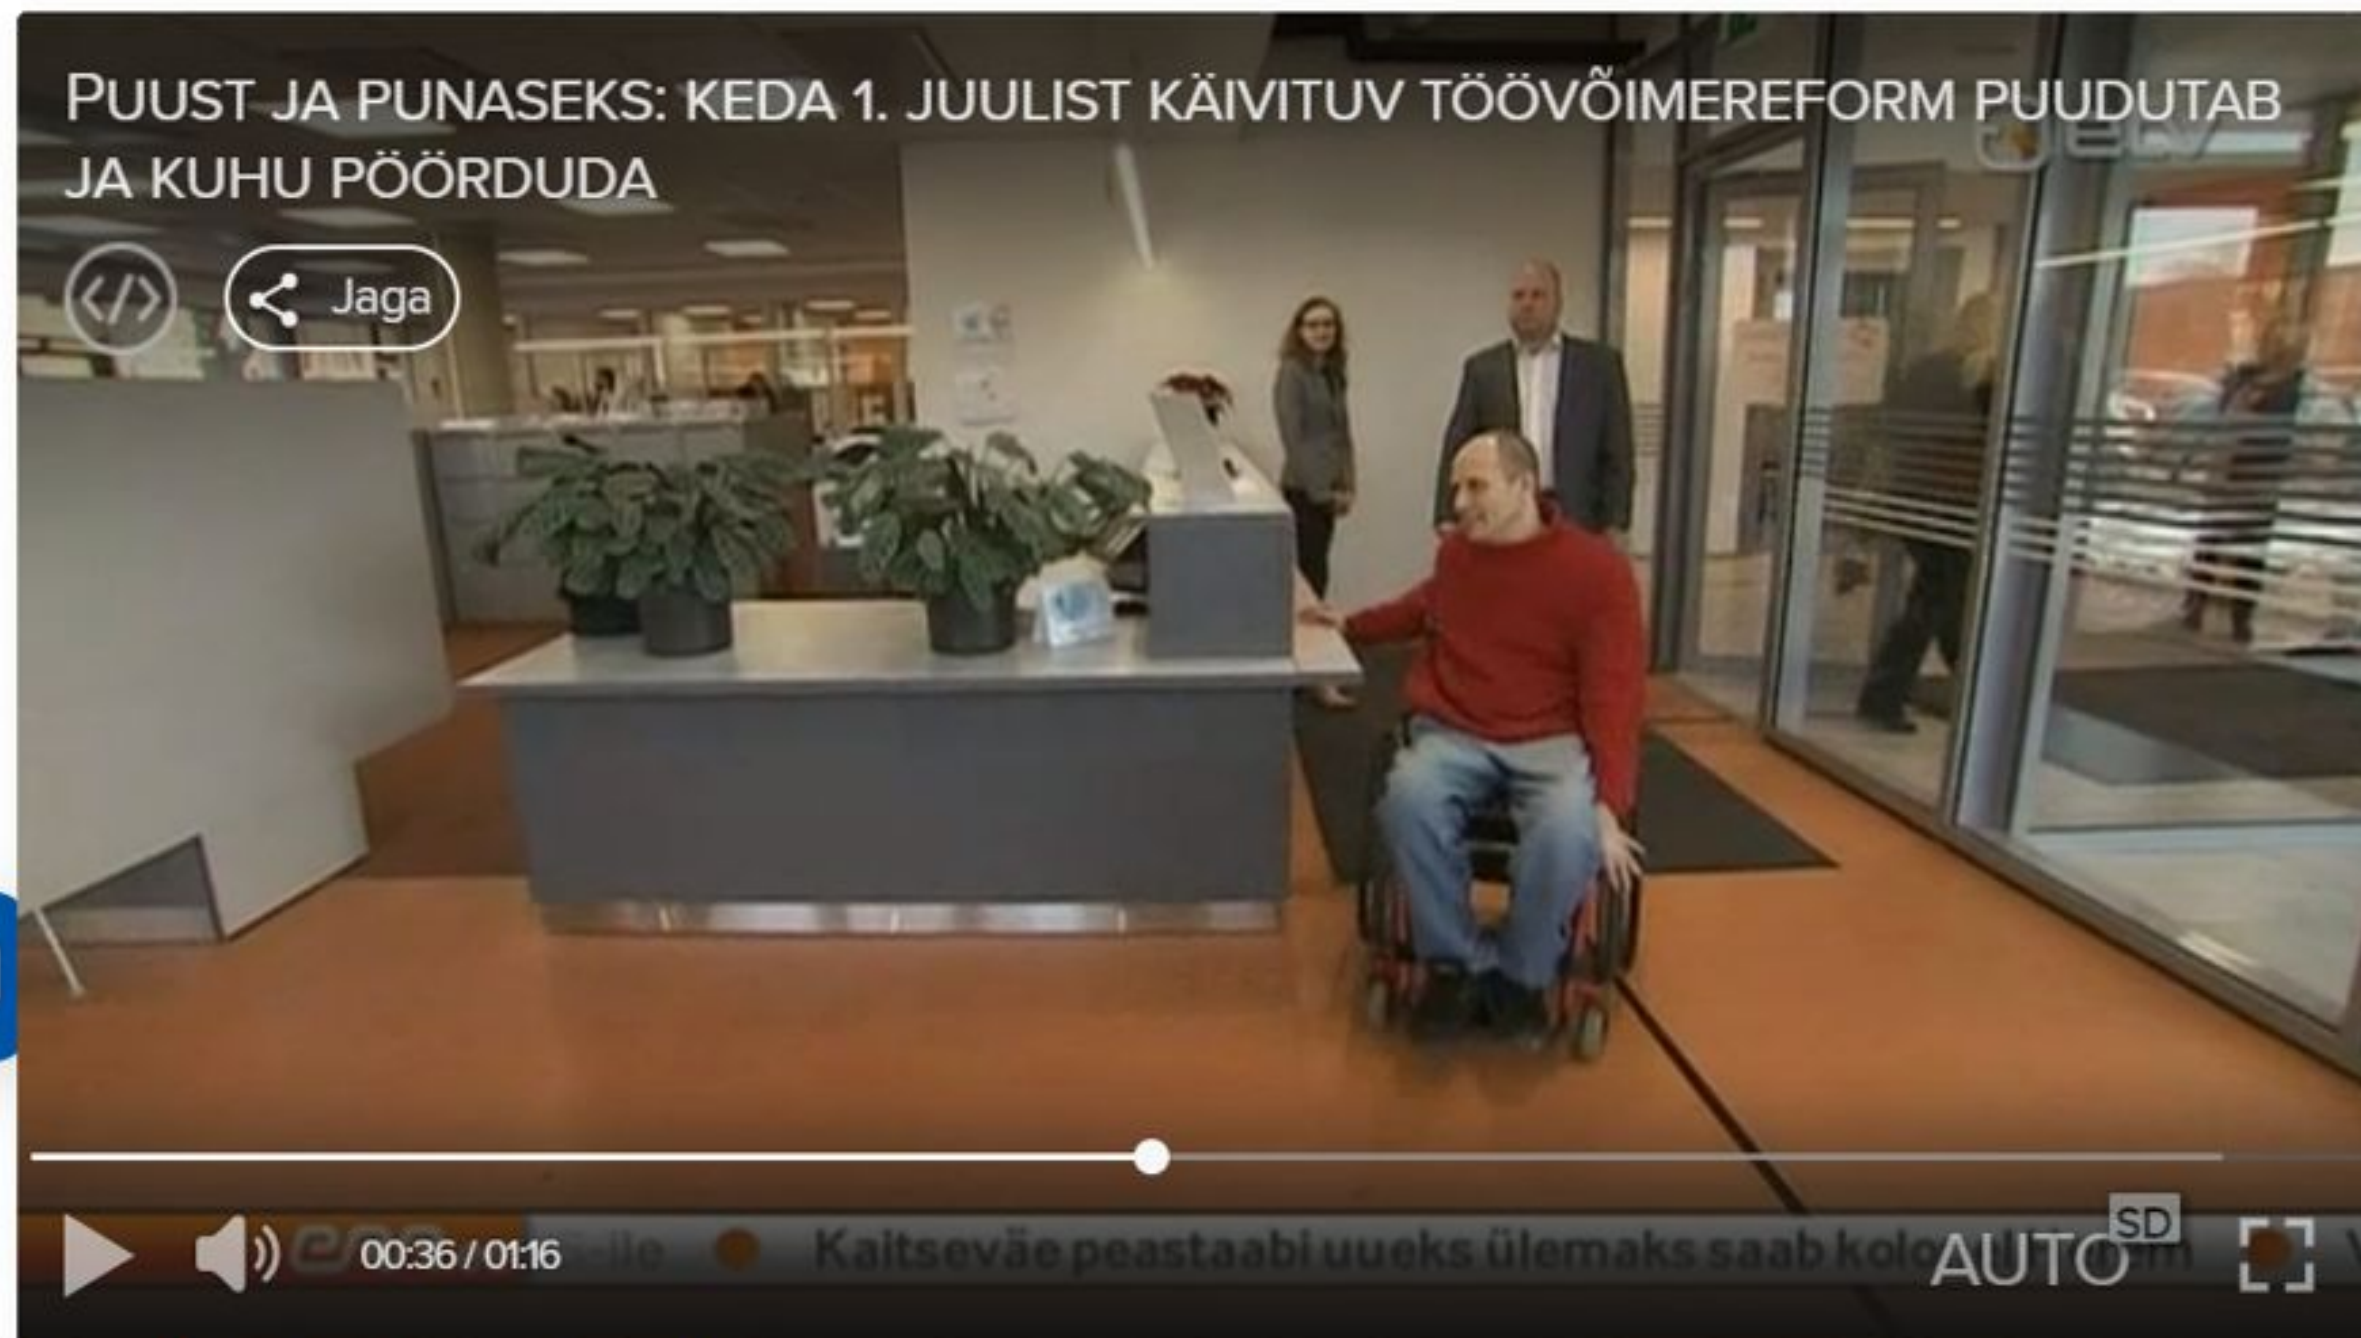 PUUST JA PUNASEKS: KEDA 1. JUULIST KÄIVITUV TÖÖVÕIMEREFORM PUUDUTAB
JA KUHU PÖÖRDUDA
etv
</> Jaga
00:36 / 01:16
Kaitseväe peastaabi uueks ülemaks saab
AUTO SD